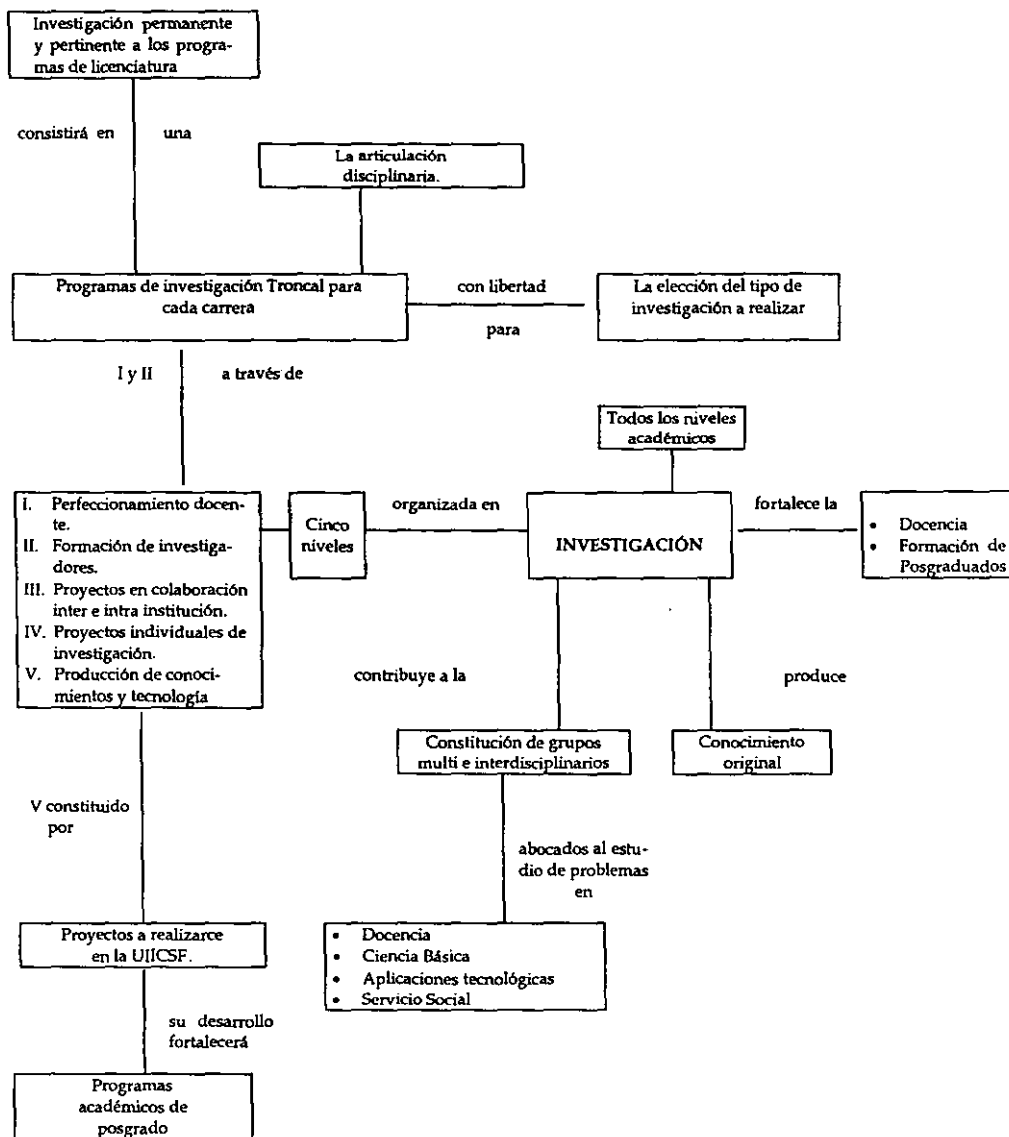 Investigación permanente
y pertinente a los progra-
mas de licenciatura
consistirá en una
La articulación
disciplinaria.
Programas de investigación Troncal para
cada carrera
con libertad
para
La elección del tipo de
investigación a realizar
I y II a través de
Todos los niveles
académicos
I. Perfeccionamiento docen-
te.
II. Formación de investiga-
dores.
III. Proyectos en colaboración
inter e intra institución.
IV. Proyectos individuales de
investigación.
V. Producción de conoci-
mientos y tecnología
Cinco
niveles
organizada en
INVESTIGACIÓN
fortalece la
• Docencia
• Formación de
Posgraduados
contribuye a la
produce
Constitución de grupos
multi e interdisciplinarios
Conocimiento
original
V constituido
por
abocados al estu-
dio de problemas
en
Proyectos a realizarce
en la UIICSF.
• Docencia
• Ciencia Básica
• Aplicaciones tecnológicas
• Servicio Social
su desarrollo
fortalecerá
Programas
académicos de
posgrado